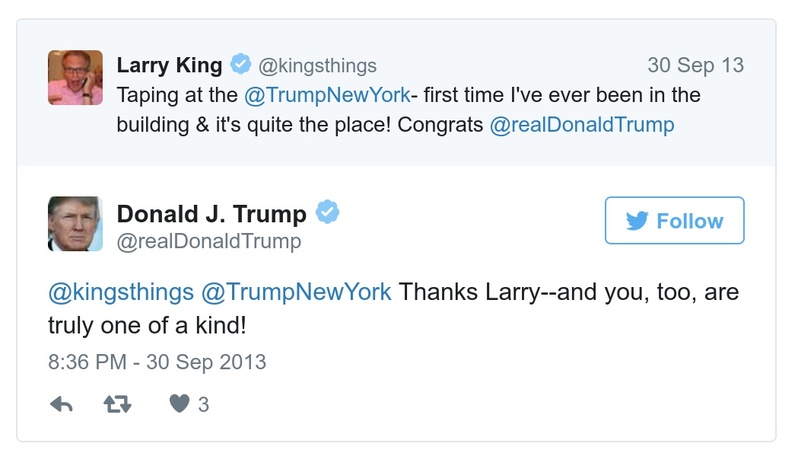 Larry King @kingsthings 30 Sep 13
Taping at the @TrumpNewYork- first time I've ever been in the
building & it's quite the place! Congrats @realDonaldTrump
Donald J. Trump
@realDonaldTrump
Follow
@kingsthings @TrumpNewYork Thanks Larry--and you, too, are
truly one of a kind!
8:36 PM - 30 Sep 2013
3